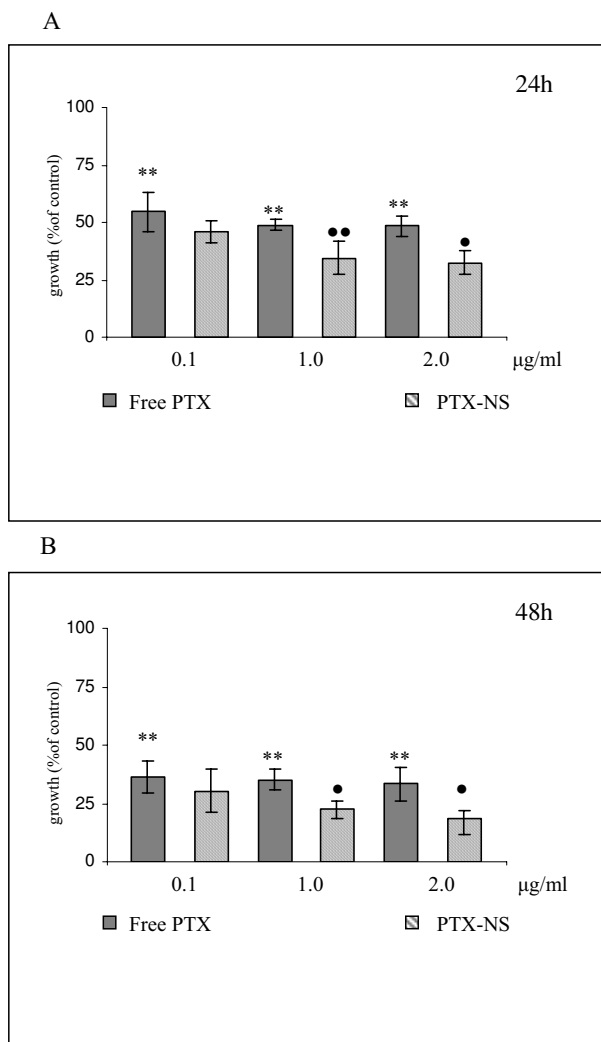 A
24h
100
75
50
25
0
growth (%of control)
**
**
**
●●
●
0.1 1.0 2.0 µg/ml
Free PTX PTX-NS
B
48h
100
75
50
25
0
growth (%of control)
**
**
**
●
●
0.1 1.0 2.0 µg/ml
Free PTX PTX-NS